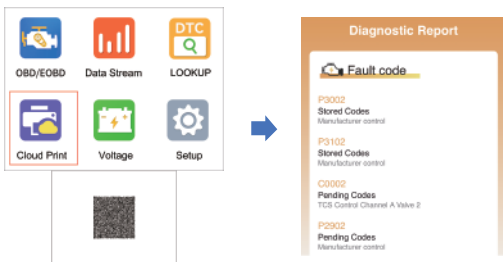 DTC
OBD/EOBD
Data Stream
LOOKUP
Cloud Print
Voltage
Setup
Diagnostic Report
Fault code
P3002
Stored Codes
Manufacturer control
P3102
Stored Codes
Manufacturer control
C0002
Pending Codes
TCS Control Channel A Valve 2
P2902
Pending Codes
Manufacturer control